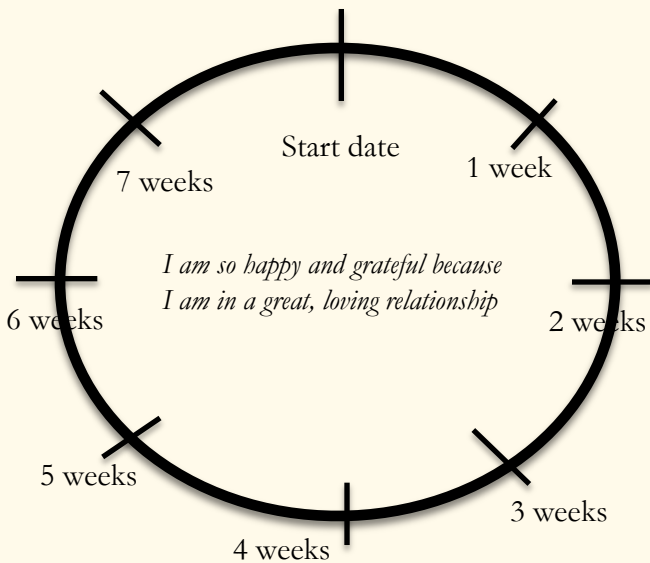 Start date
1 week
7 weeks
I am so happy and grateful because
I am in a great, loving relationship
6 weeks
2 weeks
5 weeks
3 weeks
4 weeks